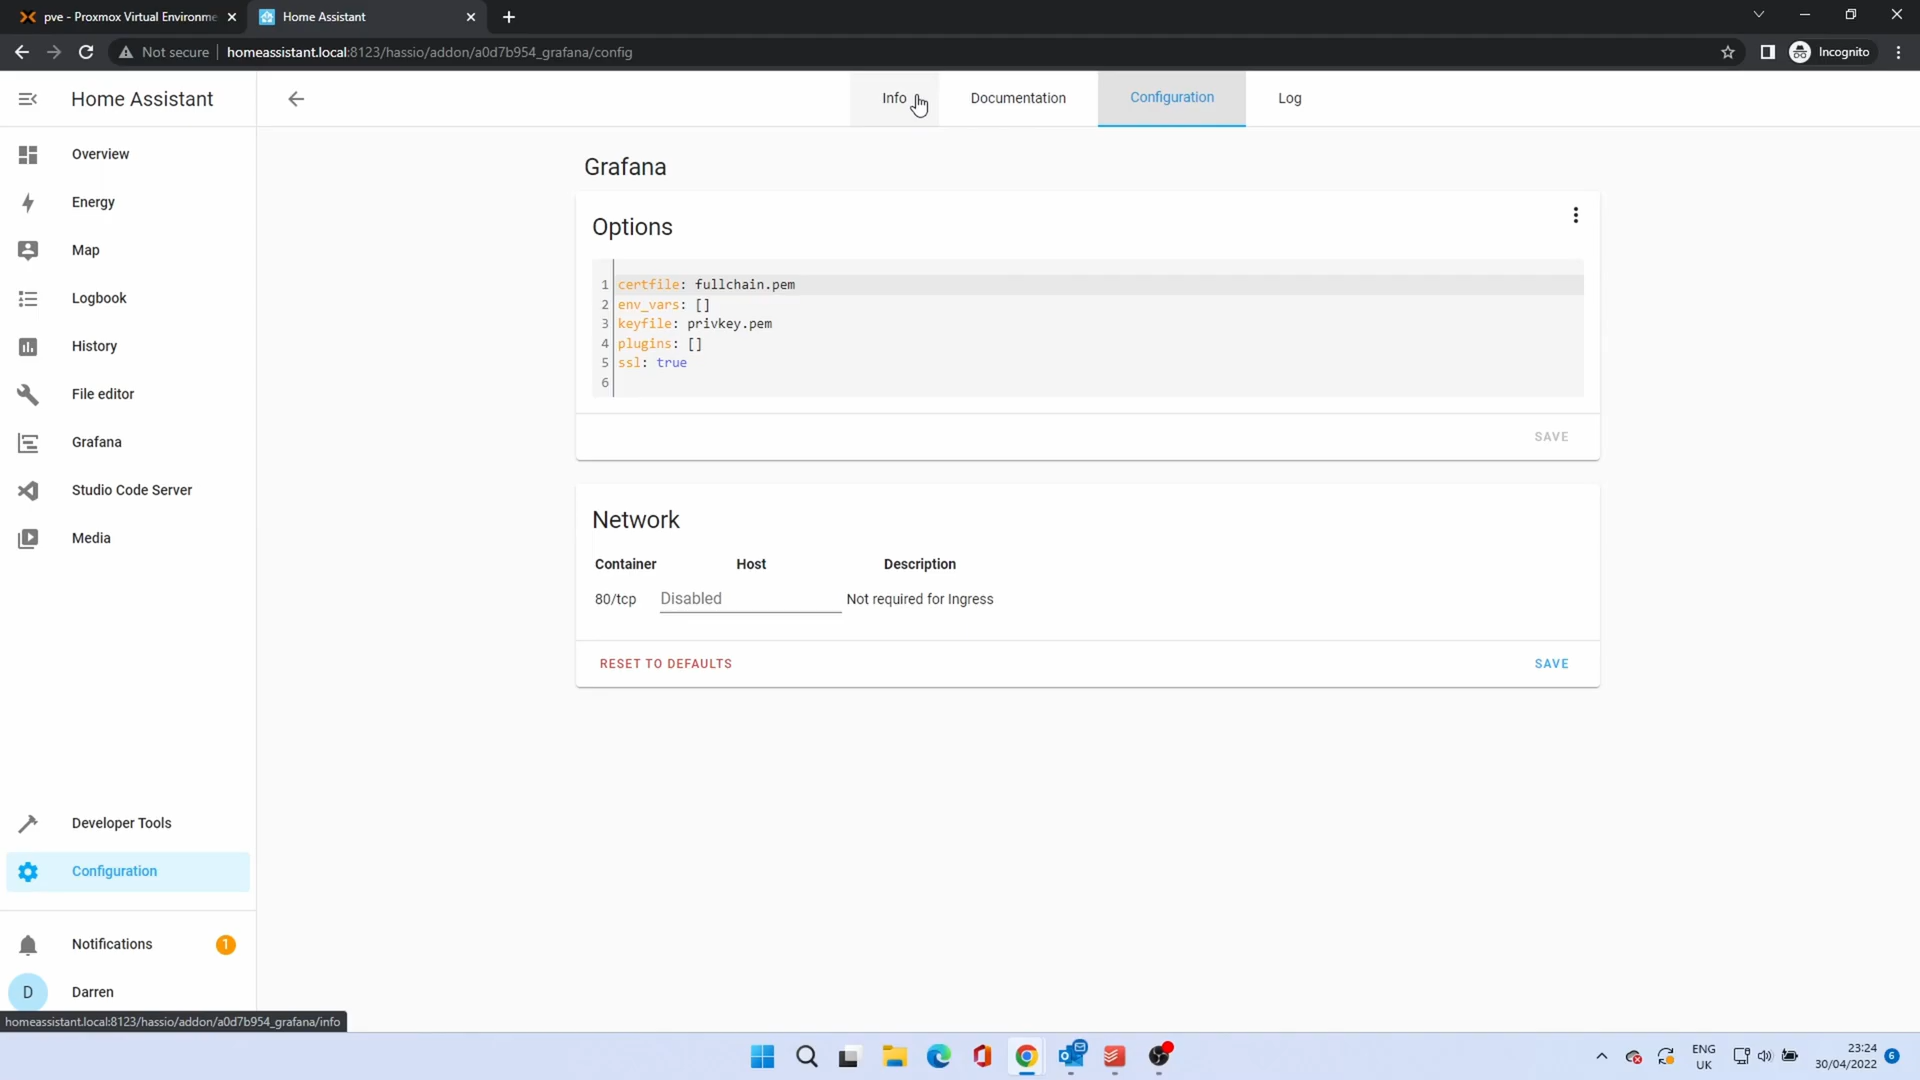 pve - Proxmox Virtual Environme
Home Assistant
Not secure
homeassistant.local:8123/hassio/addon/a0d7b954_grafana/config
Incognito
Home Assistant
Info
Documentation
Configuration
Log
Overview
Energy
Map
Logbook
History
File editor
Grafana
Studio Code Server
Media
Developer Tools
Configuration
Notifications
1
D
Darren
Grafana
Options
1 certfile: fullchain.pem
2 env_vars: []
3 keyfile: privkey.pem
4 plugins: []
5 ssl: true
6
SAVE
Network
Container Host Description
80/tcp Disabled Not required for Ingress
RESET TO DEFAULTS
SAVE
homeassistant.local:8123/hassio/addon/a0d7b954_grafana/info
ENG
UK
23:24
30/04/2022
6